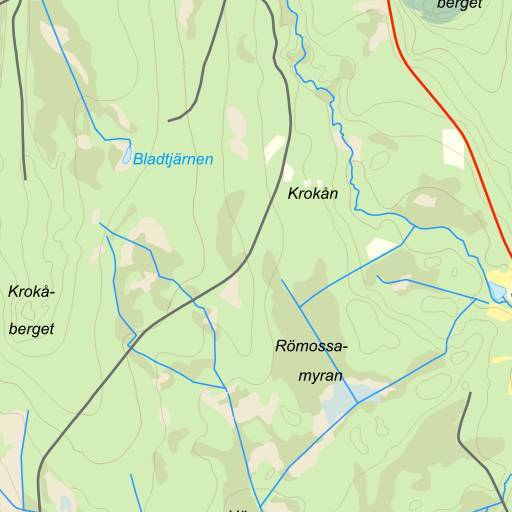 berget
Bladtjärnen
Krokån
Krokå-
berget
Römossa-
myran